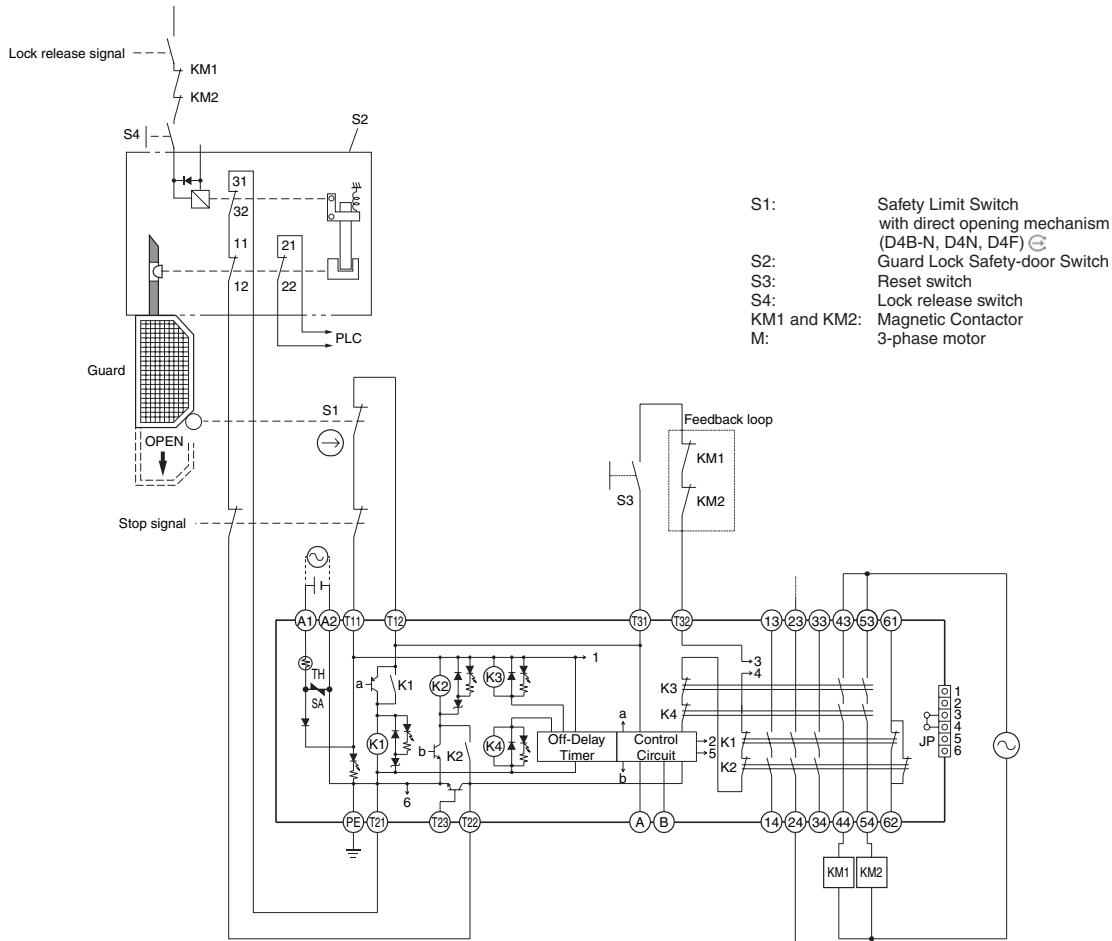 Lock release signal
KM1
KM2
S4
S2
31
32
11
12
21
22
PLC
Guard
OPEN
S1
Stop signal
S1: Safety Limit Switch
with direct opening mechanism
(D4B-N, D4N, D4F)
S2: Guard Lock Safety-door Switch
S3: Reset switch
S4: Lock release switch
KM1 and KM2: Magnetic Contactor
M: 3-phase motor
Feedback loop
KM1
KM2
S3
A1 A2 T11 T12 T31 T32 13 23 33 43 53 61
TH
SA
a
K1
K1
b
K2
K2
K3
K4
1
6
Off-Delay
Timer
Control
Circuit
a
b
2
5
3
4
K3
K4
K1
K2
JP
1
2
3
4
5
6
PE T21 T23 T22 A B 14 24 34 44 54 62
KM1 KM2